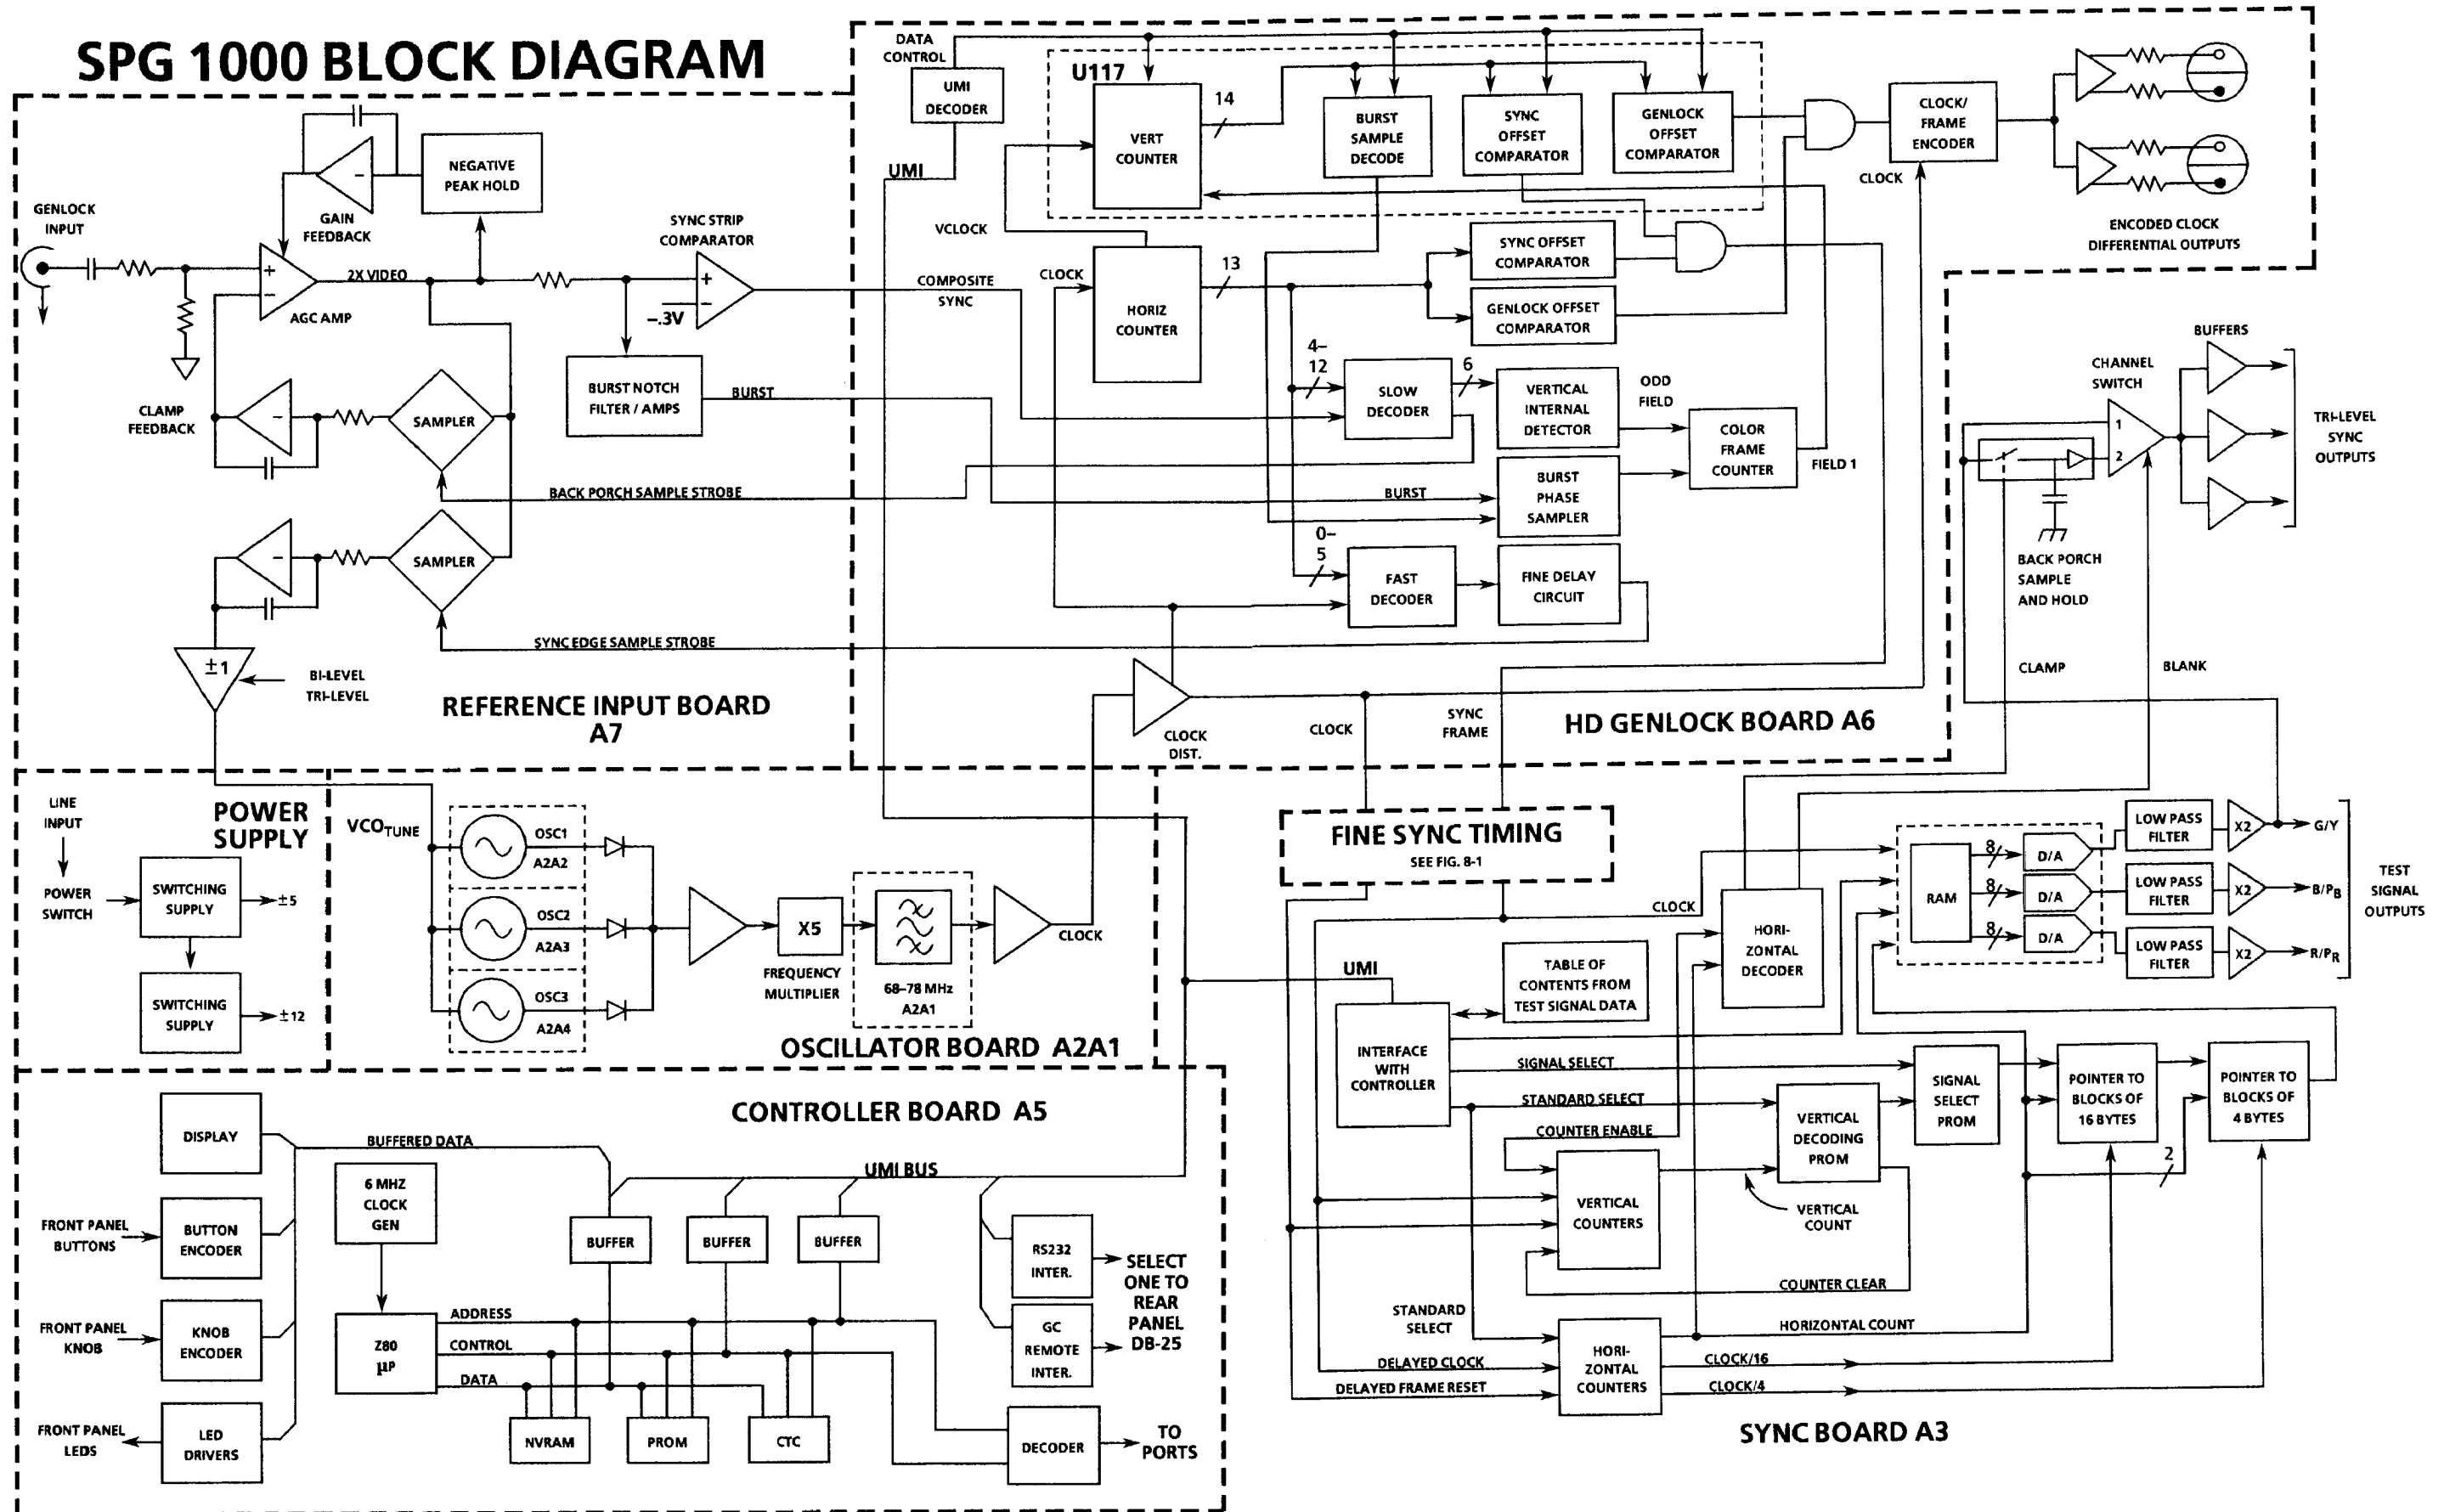 SPG 1000 BLOCK DIAGRAM
GENLOCK
INPUT
GAIN
FEEDBACK
NEGATIVE
PEAK HOLD
+
−
−
AGC AMP
2X VIDEO
SYNC STRIP
COMPARATOR
+
−
−.3V
BURST NOTCH
FILTER / AMPS
BURST
CLAMP
FEEDBACK
−
SAMPLER
BACK PORCH SAMPLE STROBE
−
SAMPLER
SYNC EDGE SAMPLE STROBE
±1
BI-LEVEL
TRI-LEVEL
REFERENCE INPUT BOARD
A7
DATA
CONTROL
UMI
DECODER
UMI
U117
VERT
COUNTER
14
BURST
SAMPLE
DECODE
SYNC
OFFSET
COMPARATOR
GENLOCK
OFFSET
COMPARATOR
CLOCK/
FRAME
ENCODER
CLOCK
ENCODED CLOCK
DIFFERENTIAL OUTPUTS
VCLOCK
COMPOSITE
SYNC
CLOCK
HORIZ
COUNTER
13
SYNC OFFSET
COMPARATOR
GENLOCK OFFSET
COMPARATOR
4–
12
SLOW
DECODER
6
VERTICAL
INTERNAL
DETECTOR
ODD
FIELD
COLOR
FRAME
COUNTER
FIELD 1
BURST
BURST
PHASE
SAMPLER
0–
5
FAST
DECODER
FINE DELAY
CIRCUIT
CLOCK
DIST.
CLOCK
SYNC
FRAME
HD GENLOCK BOARD A6
BUFFERS
CHANNEL
SWITCH
1
2
TRI-LEVEL
SYNC
OUTPUTS
BACK PORCH
SAMPLE
AND HOLD
CLAMP
BLANK
LINE
INPUT
POWER
SUPPLY
POWER
SWITCH
SWITCHING
SUPPLY
±5
SWITCHING
SUPPLY
±12
VCOTUNE
OSC1
A2A2
OSC2
A2A3
OSC3
A2A4
X5
FREQUENCY
MULTIPLIER
68–78 MHz
A2A1
CLOCK
OSCILLATOR BOARD A2A1
FINE SYNC TIMING
SEE FIG. 8-1
CLOCK
RAM
8
D/A
8
D/A
8
D/A
LOW PASS
FILTER
X2
G/Y
LOW PASS
FILTER
X2
B/PB
LOW PASS
FILTER
X2
R/PR
TEST
SIGNAL
OUTPUTS
HORI-
ZONTAL
DECODER
UMI
TABLE OF
CONTENTS FROM
TEST SIGNAL DATA
INTERFACE
WITH
CONTROLLER
SIGNAL SELECT
STANDARD SELECT
COUNTER ENABLE
VERTICAL
COUNTERS
VERTICAL
DECODING
PROM
VERTICAL
COUNT
COUNTER CLEAR
SIGNAL
SELECT
PROM
POINTER TO
BLOCKS OF
16 BYTES
POINTER TO
BLOCKS OF
4 BYTES
2
STANDARD
SELECT
HORI-
ZONTAL
COUNTERS
HORIZONTAL COUNT
DELAYED CLOCK
DELAYED FRAME RESET
CLOCK/16
CLOCK/4
SYNC BOARD A3
CONTROLLER BOARD A5
DISPLAY
BUFFERED DATA
6 MHZ
CLOCK
GEN
UMI BUS
FRONT PANEL
BUTTONS
BUTTON
ENCODER
BUFFER
BUFFER
BUFFER
RS232
INTER.
GC
REMOTE
INTER.
SELECT
ONE TO
REAR
PANEL
DB-25
FRONT PANEL
KNOB
KNOB
ENCODER
Z80
µP
ADDRESS
CONTROL
DATA
FRONT PANEL
LEDS
LED
DRIVERS
NVRAM
PROM
CTC
DECODER
TO
PORTS